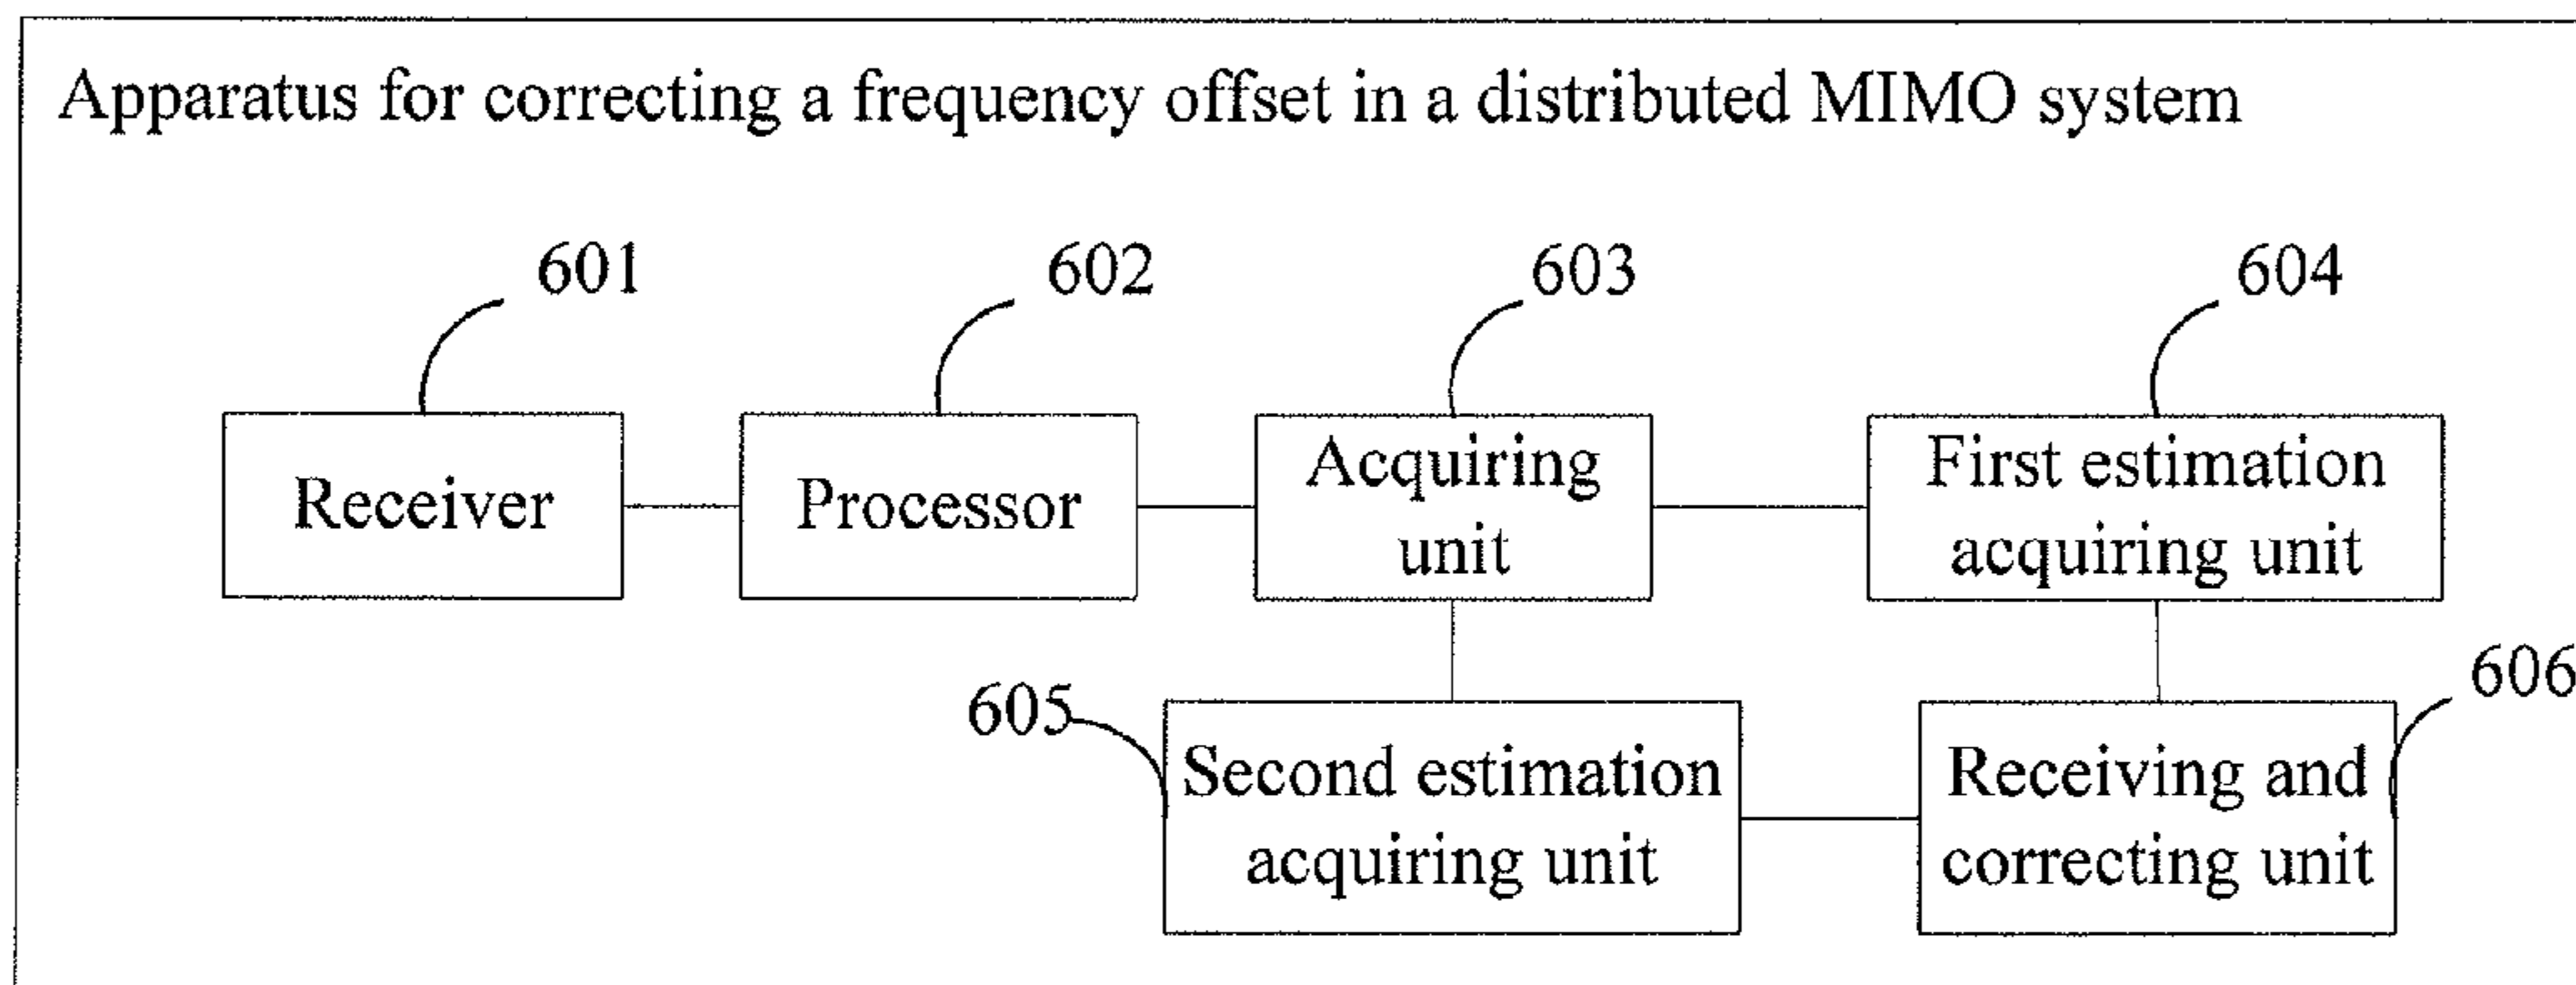 Apparatus for correcting a frequency offset in a distributed MIMO system
601
602
603
604
Receiver
Processor
Acquiring
unit
First estimation
acquiring unit
605
606
Second estimation
acquiring unit
Receiving and
correcting unit